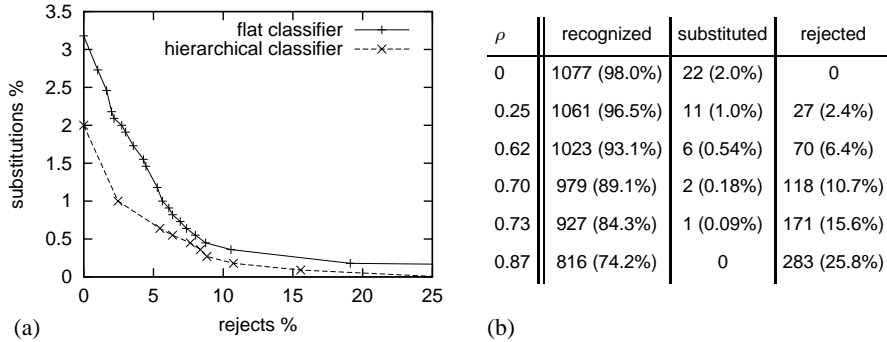 3.5
3
2.5
2
1.5
1
0.5
0
substitutions %
0 5 10 15 20 25
rejects %
flat classifier
hierarchical classifier
(a)
ρ recognized substituted rejected
0 1077 (98.0%) 22 (2.0%) 0
0.25 1061 (96.5%) 11 (1.0%) 27 (2.4%)
0.62 1023 (93.1%) 6 (0.54%) 70 (6.4%)
0.70 979 (89.1%) 2 (0.18%) 118 (10.7%)
0.73 927 (84.3%) 1 (0.09%) 171 (15.6%)
0.87 816 (74.2%) 0 283 (25.8%)
(b)